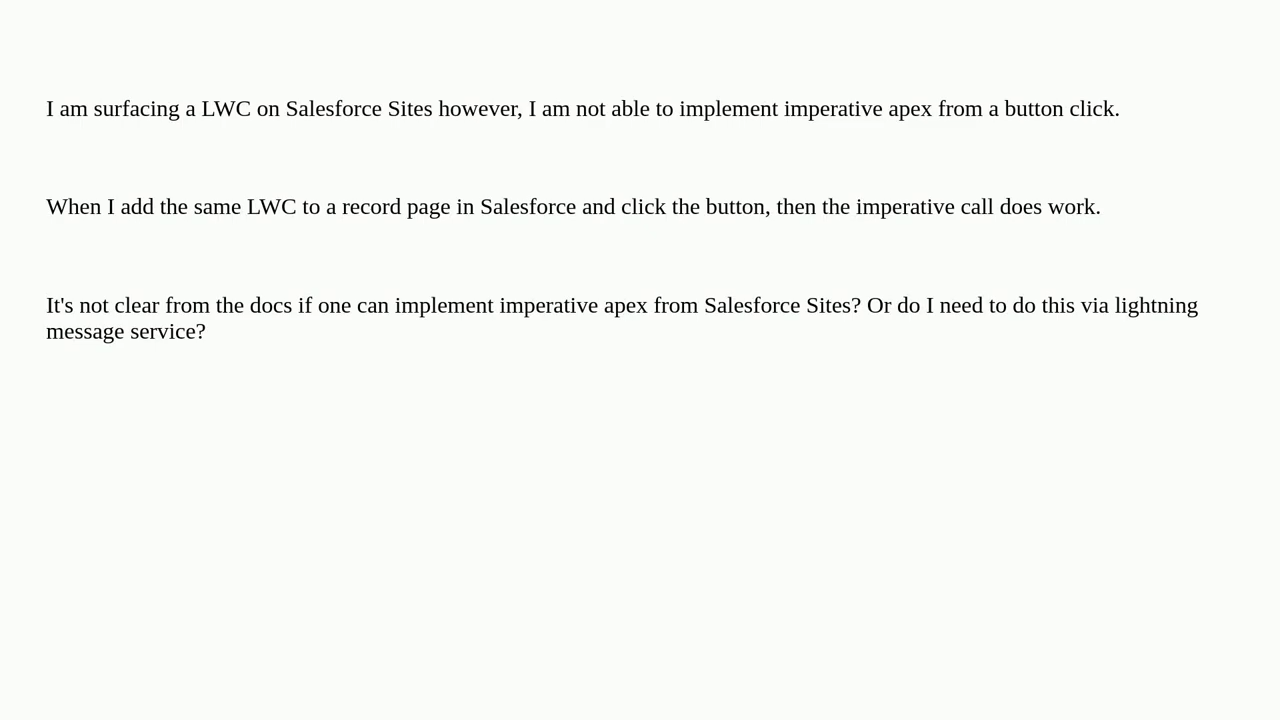 I am surfacing a LWC on Salesforce Sites however, I am not able to implement imperative apex from a button click.
When I add the same LWC to a record page in Salesforce and click the button, then the imperative call does work.
It's not clear from the docs if one can implement imperative apex from Salesforce Sites? Or do I need to do this via lightning
message service?